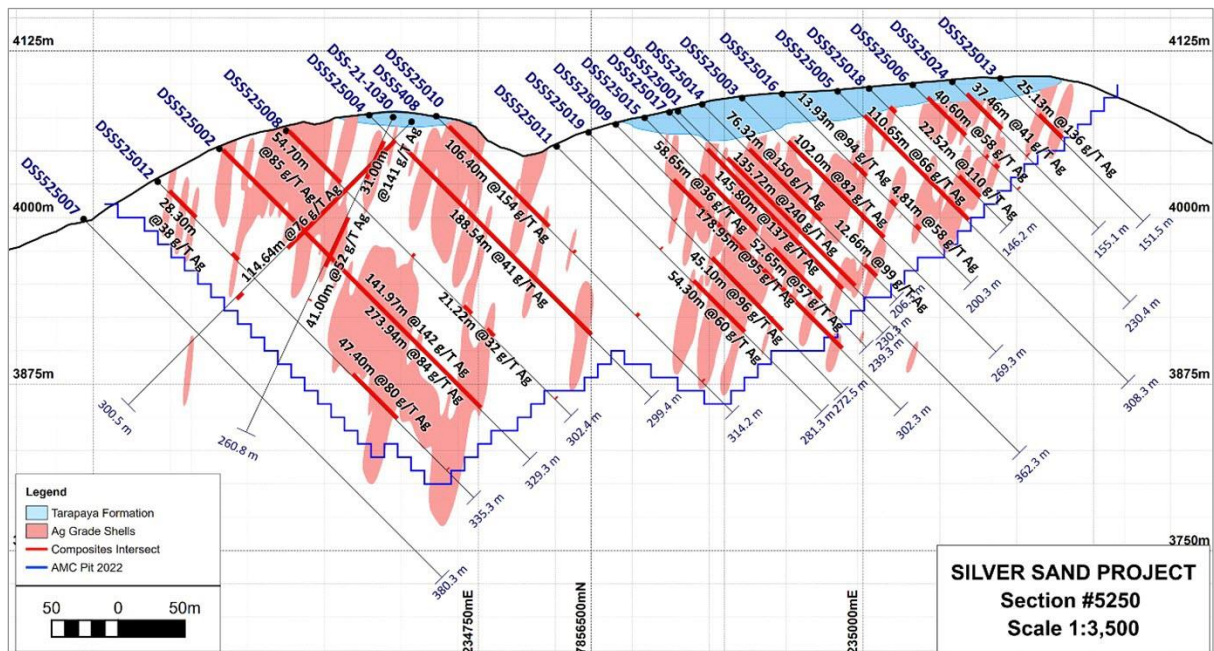 4125m
4125m
4000m
4000m
3875m
3875m
3750m
DSS525007
DSS525012
DSS525002
DSS525008
DSS525004
DSS-21-1030
DSS5408
DSS525010
DSS525011
DSS525019
DSS525009
DSS525015
DSS525017
DSS525001
DSS525014
DSS525003
DSS525016
DSS525005
DSS525018
DSS525006
DSS525024
DSS525013
28.30m
@38 g/T Ag
54.70m
@85 g/T Ag
114.64m @76 g/T Ag
31.00m
@141 g/T Ag
41.00m @52 g/T Ag
106.40m @154 g/T Ag
188.54m @41 g/T Ag
141.97m @142 g/T Ag
273.94m @84 g/T Ag
47.40m @80 g/T Ag
21.22m @32 g/T Ag
58.65m @36 g/T Ag
178.95m @95 g/T Ag
45.10m @96 g/T Ag
54.30m @60 g/T Ag
52.65m @57 g/T Ag
145.80m @137 g/T Ag
135.72m @240 g/T Ag
76.32m @150 g/T Ag
102.0m @82 g/T Ag
12.66m @99 g/T Ag
13.93m @94 g/T Ag
4.81m @58 g/T Ag
110.65m @66 g/T Ag
22.52m @110 g/T Ag
40.60m @58 g/T Ag
37.46m @41 g/T Ag
25.13m @136 g/T Ag
300.5 m
260.8 m
380.3 m
335.3 m
329.3 m
302.4 m
299.4 m
314.2 m
281.3 m
272.5 m
302.3 m
239.3 m
230.3 m
362.3 m
200.3 m
269.3 m
308.3 m
146.2 m
230.4 m
155.1 m
151.5 m
234750mE
7856500mN
235000mE
Legend
Tarapaya Formation
Ag Grade Shells
Composites Intersect
AMC Pit 2022
50 0 50m
SILVER SAND PROJECT
Section #5250
Scale 1:3,500